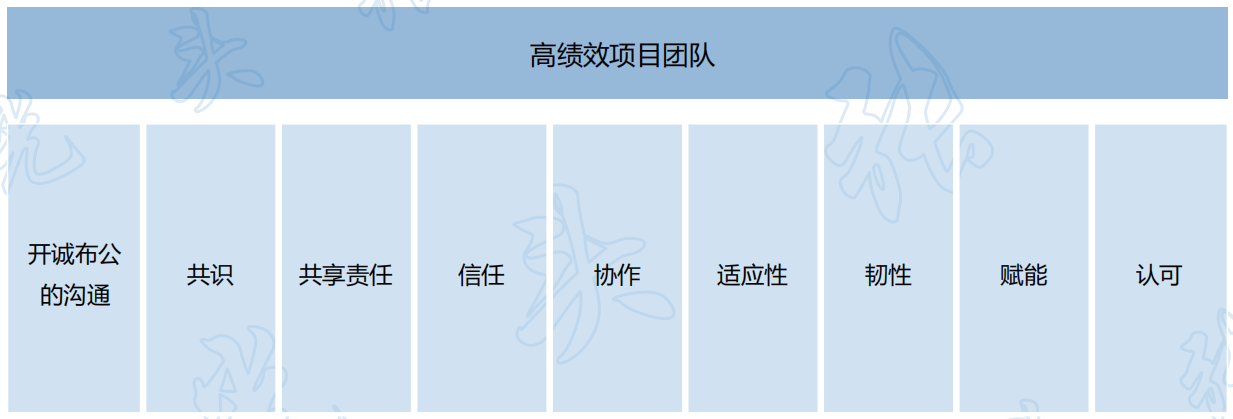 高绩效项目团队
开诚布公
的沟通
共识
共享责任
信任
协作
适应性
韧性
赋能
认可